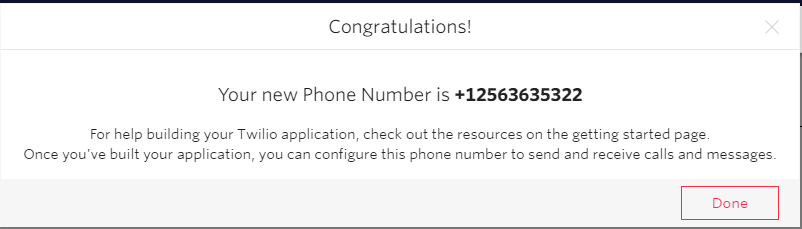 Congratulations!
Your new Phone Number is +12563635322
For help building your Twilio application, check out the resources on the getting started page.
Once you've built your application, you can configure this phone number to send and receive calls and messages.
Done